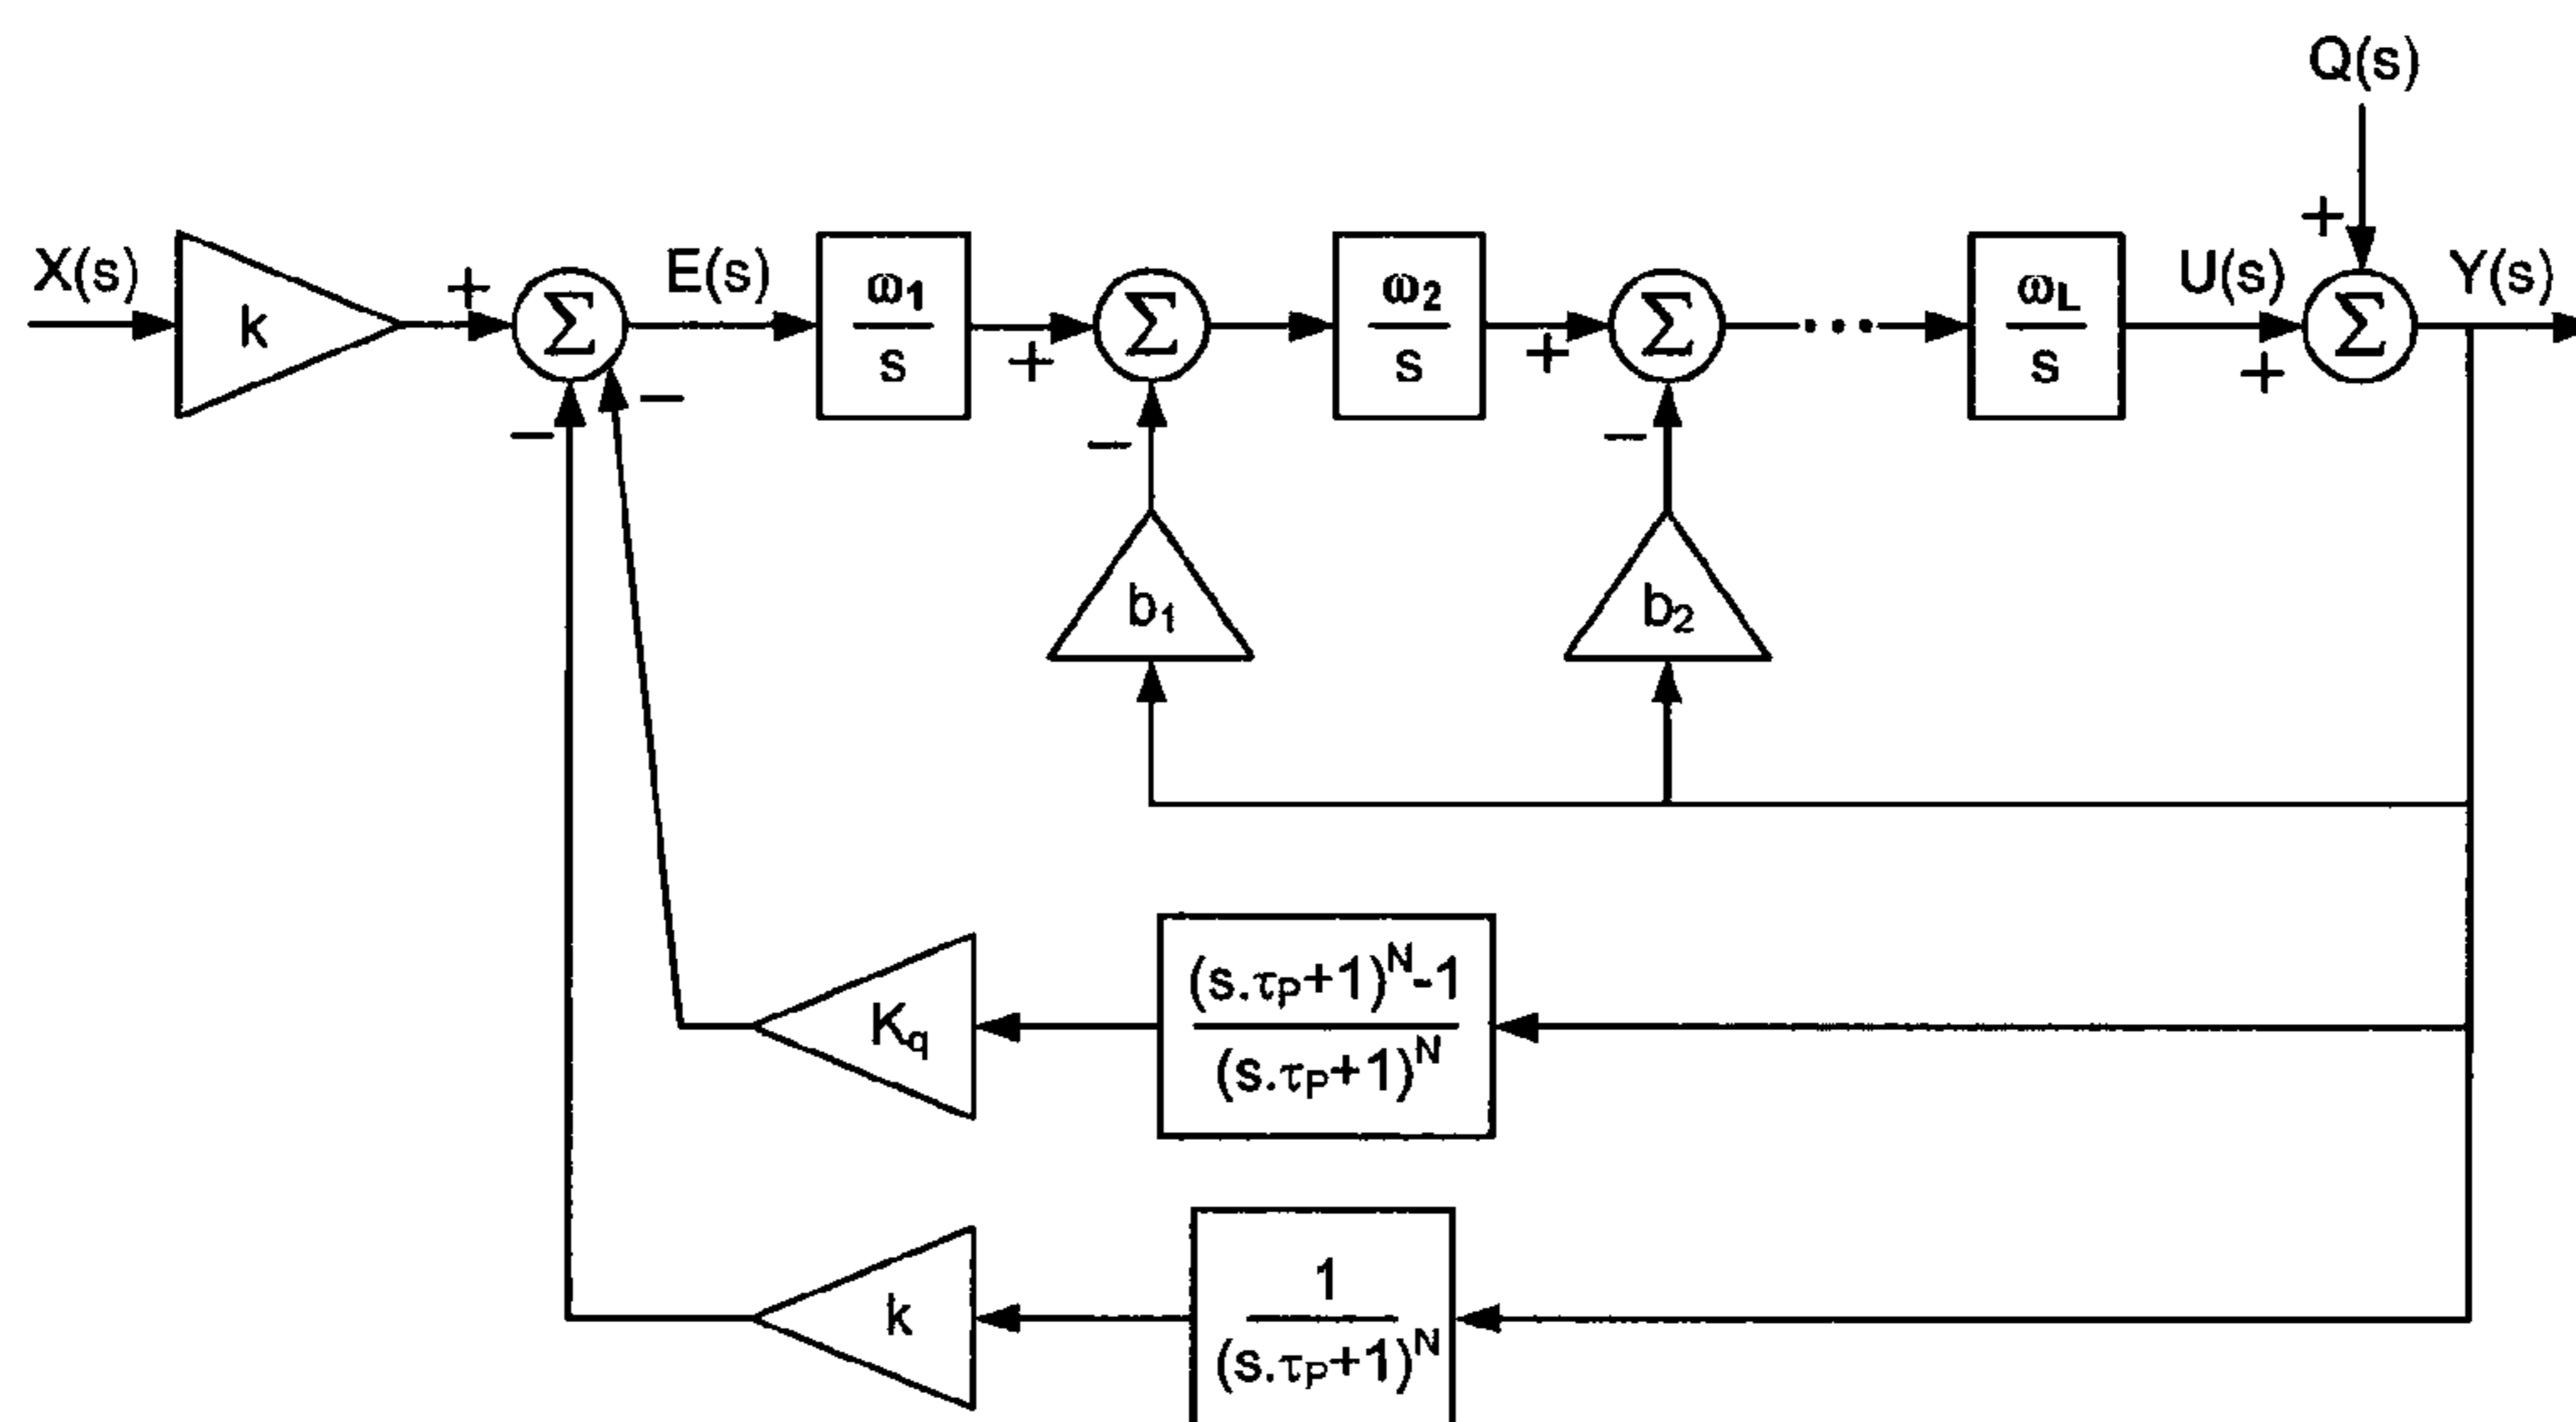 Q(s)
+
X(s)
k
+
Σ
E(s)
ω₁
s
+
Σ
ω₂
s
+
Σ
...
ωL
s
U(s)
+
Σ
Y(s)
−
−
−
−
b₁
b₂
Kq
(s.τP+1)^N-1
(s.τP+1)^N
k
1
(s.τP+1)^N